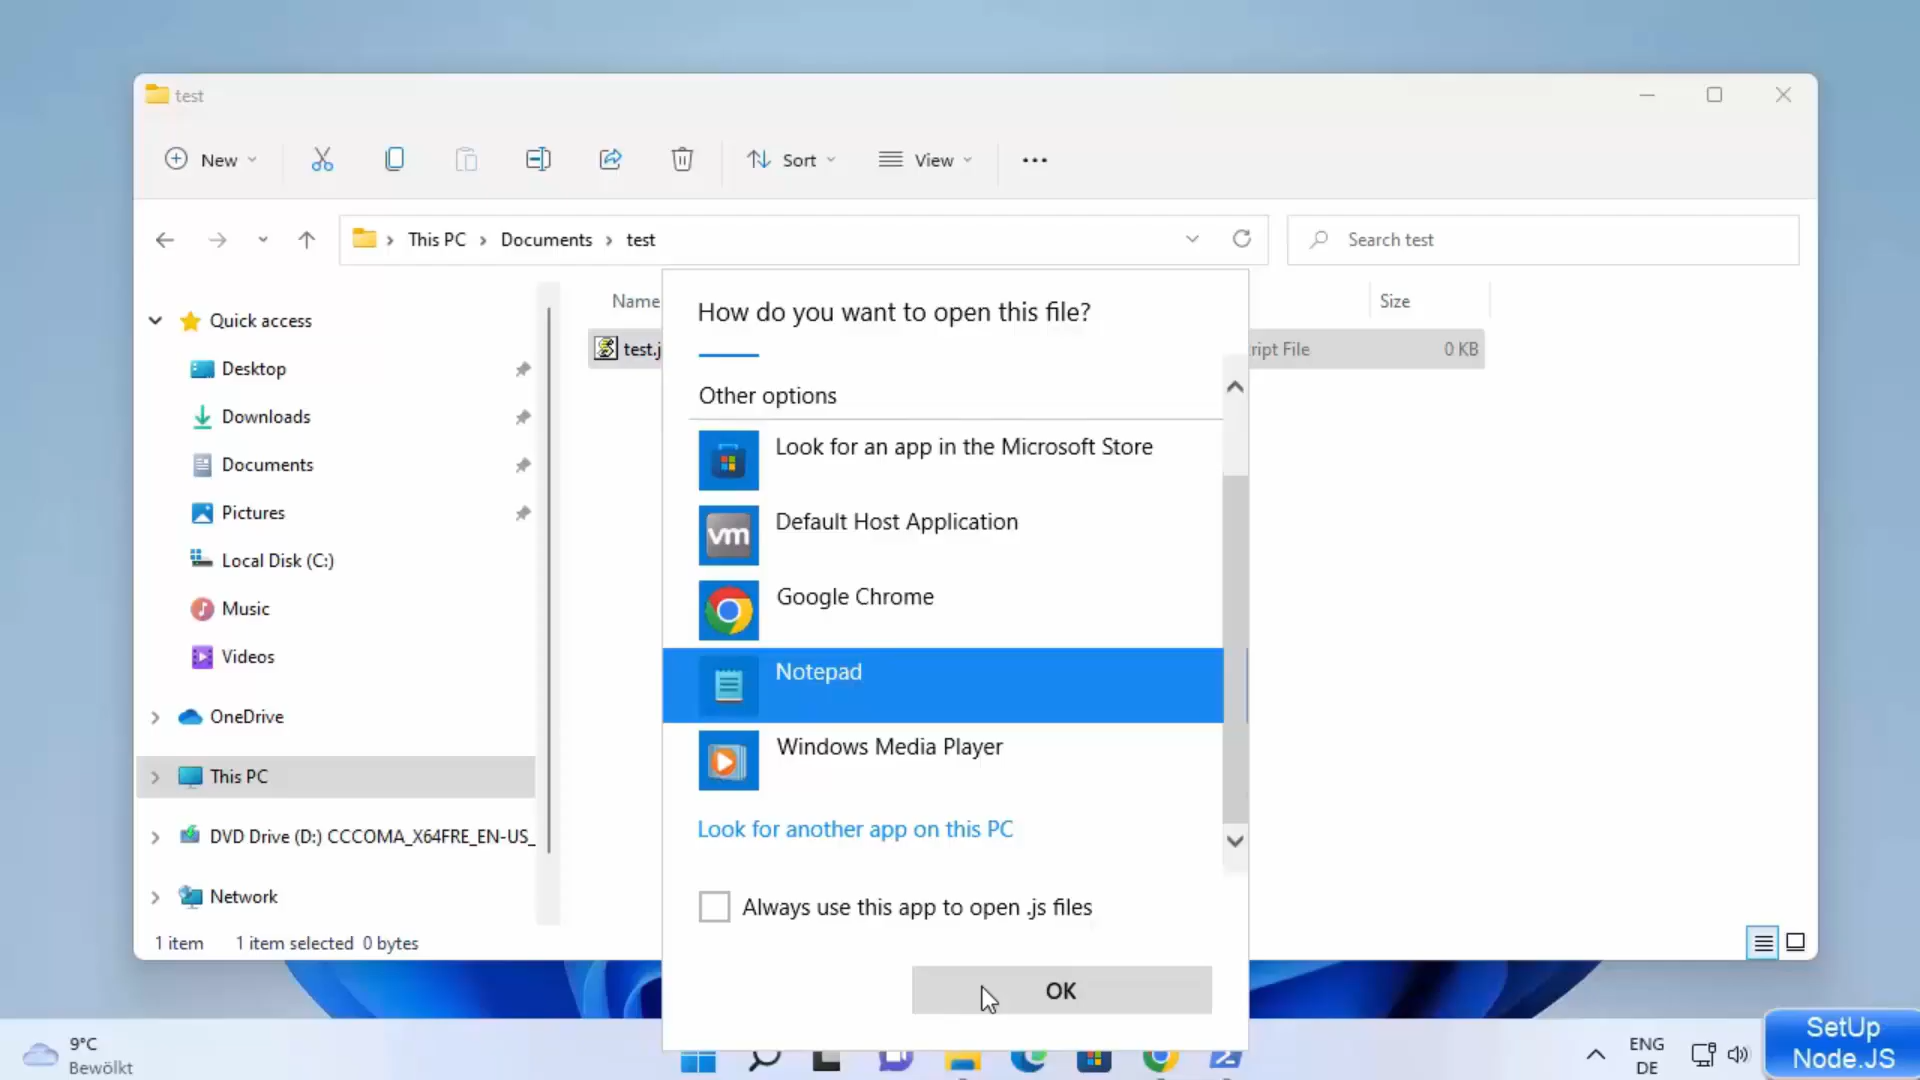 test
New
Sort
View
This PC
Documents
test
Search test
Quick access
Desktop
Downloads
Documents
Pictures
Local Disk (C:)
Music
Videos
OneDrive
This PC
DVD Drive (D:) CCCOMA_X64FRE_EN-US_
Network
Name
Size
test.j
ript File
0 KB
How do you want to open this file?
Other options
Look for an app in the Microsoft Store
vm
Default Host Application
Google Chrome
Notepad
Windows Media Player
Look for another app on this PC
Always use this app to open .js files
OK
1 item
1 item selected 0 bytes
9°C
Bewölkt
ENG
DE
SetUp
Node.JS